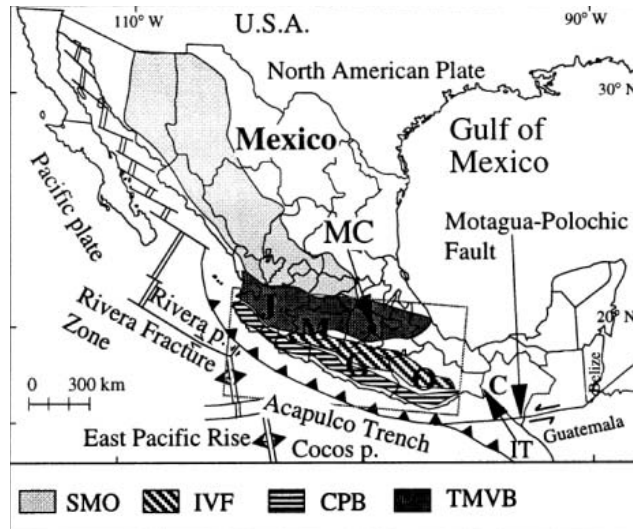 110° W
U.S.A.
90° W
North American Plate
30° N
Mexico
Gulf of
Mexico
Pacific plate
MC
Motagua-Polochic
Fault
20° N
J
M
Rivera p.
Rivera Fracture
Zone
G
O
C
Belize
0 300 km
Acapulco Trench
East Pacific Rise
Cocos p.
IT
Guatemala
SMO IVF CPB TMVB